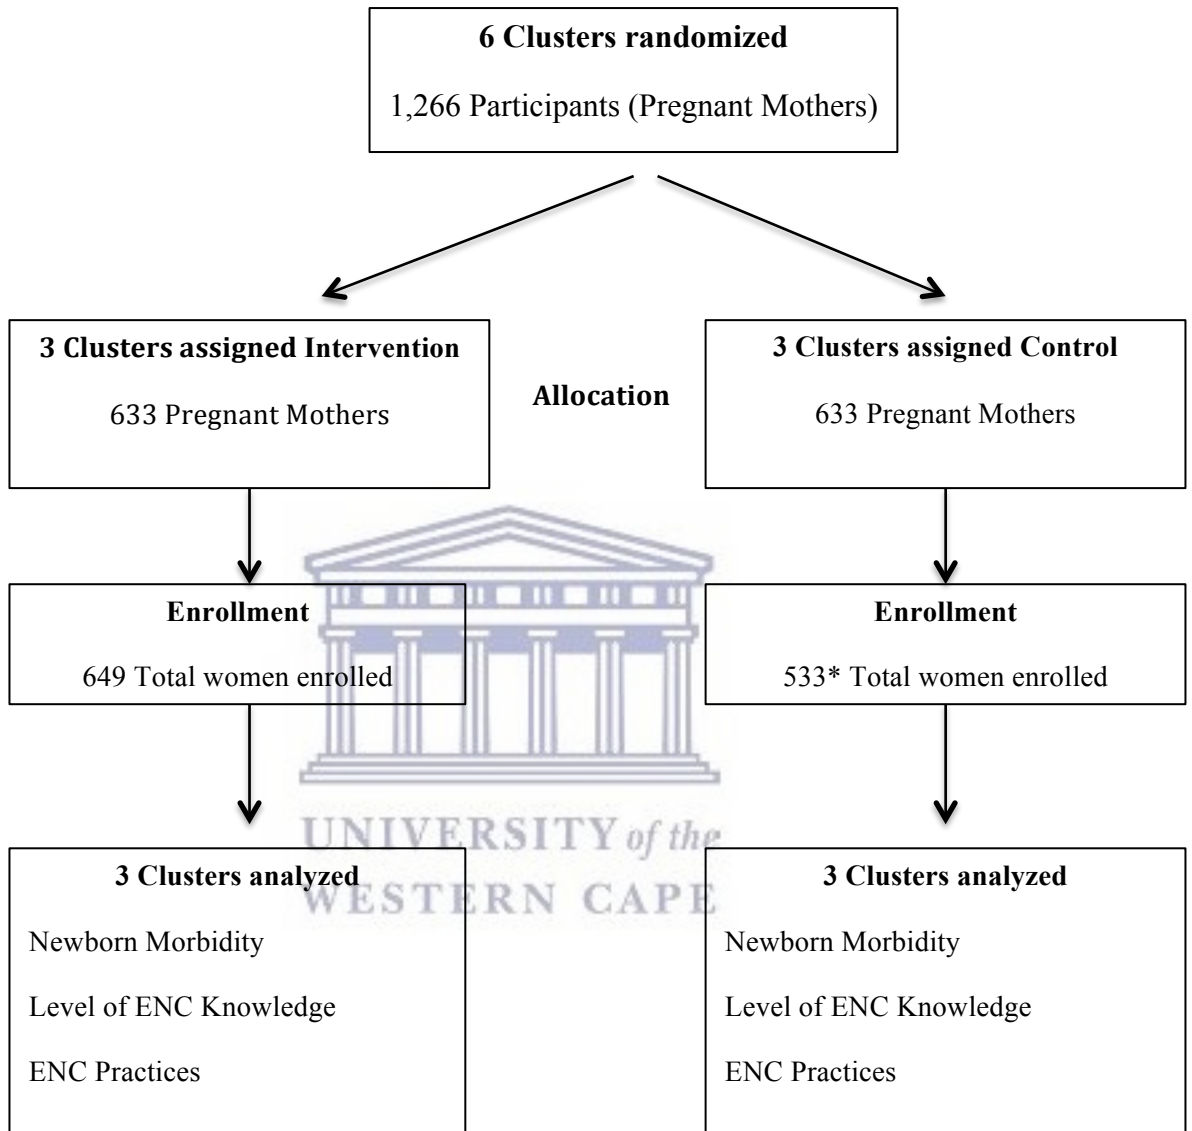 6 Clusters randomized
1,266 Participants (Pregnant Mothers)
3 Clusters assigned Intervention
633 Pregnant Mothers
Allocation
3 Clusters assigned Control
633 Pregnant Mothers
Enrollment
649 Total women enrolled
Enrollment
533* Total women enrolled
UNIVERSITY of the
WESTERN CAPE
3 Clusters analyzed
Newborn Morbidity
Level of ENC Knowledge
ENC Practices
3 Clusters analyzed
Newborn Morbidity
Level of ENC Knowledge
ENC Practices